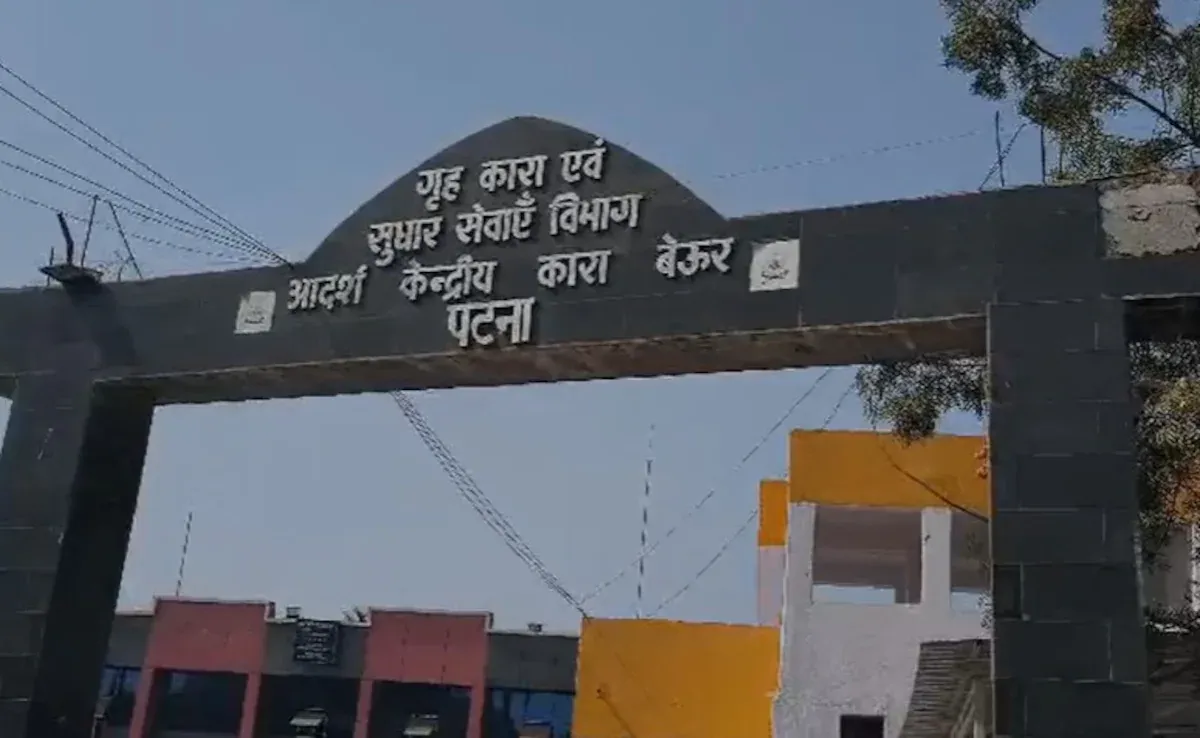 गृह कारा एवं
सुधार सेवाएँ विभाग
आदर्श केन्द्रीय कारा बेऊर
पटना